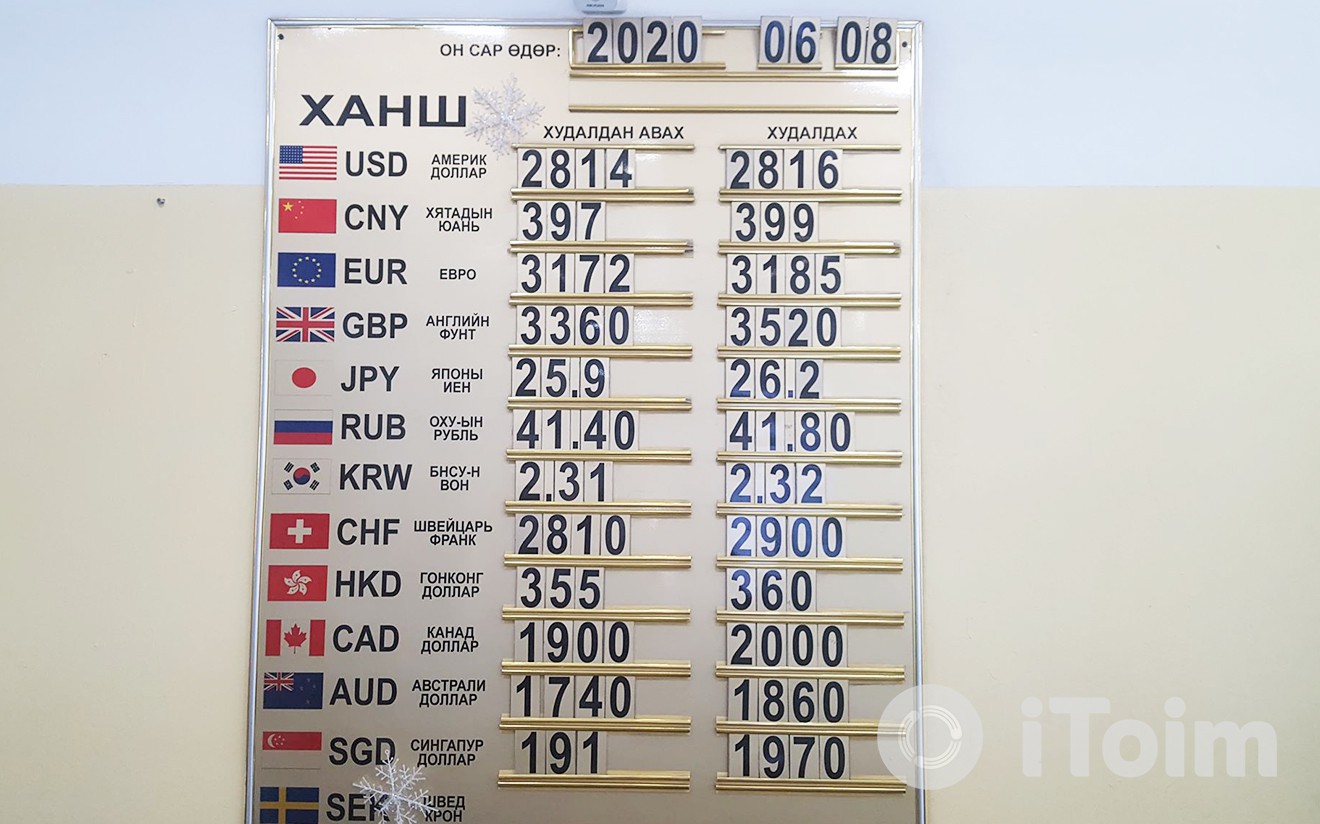 ОН САР ӨДӨР: 2020 06 08
ХАНШ
ХУДАЛДАН АВАХ ХУДАЛДАХ
USD АМЕРИК ДОЛЛАР 2814 2816
CNY ХЯТАДЫН ЮАНЬ 397 399
EUR ЕВРО 3172 3185
GBP АНГЛИЙН ФУНТ 3360 3520
JPY ЯПОНЫ ИЕН 25.9 26.2
RUB ОХУ-ЫН РУБЛЬ 41.40 41.80
KRW БНСУ-Н ВОН 2.31 2.32
CHF ШВЕЙЦАРЬ ФРАНК 2810 2900
HKD ГОНКОНГ ДОЛЛАР 355 360
CAD КАНАД ДОЛЛАР 1900 2000
AUD АВСТРАЛИ ДОЛЛАР 1740 1860
SGD СИНГАПУР ДОЛЛАР 191 1970
SEK ШВЕД КРОН
iToim